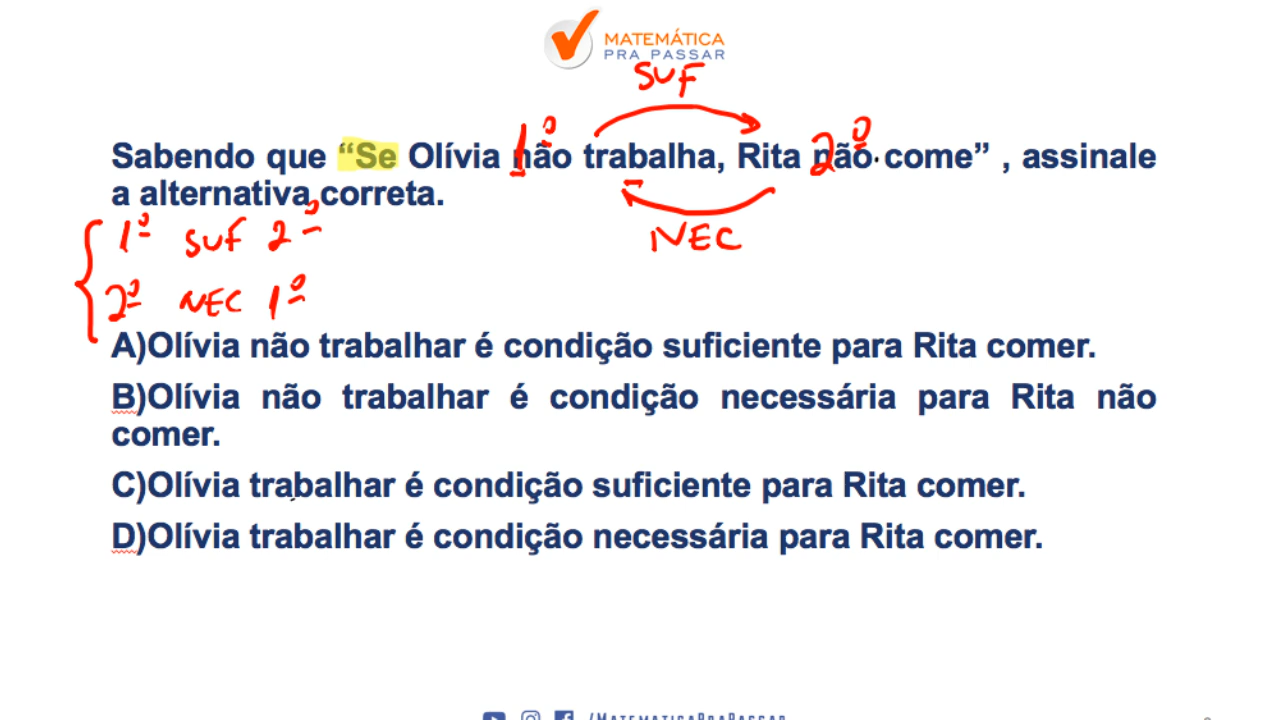 MATEMÁTICA
PRA PASSAR
SUF
1º 2º
Sabendo que “Se Olívia não trabalha, Rita não come” , assinale
a alternativa correta.
NEC
1º SUF 2º
2º NEC 1º
A)Olívia não trabalhar é condição suficiente para Rita comer.
B)Olívia não trabalhar é condição necessária para Rita não
comer.
C)Olívia trabalhar é condição suficiente para Rita comer.
D)Olívia trabalhar é condição necessária para Rita comer.
/MATEMATICAPRAPASSAR